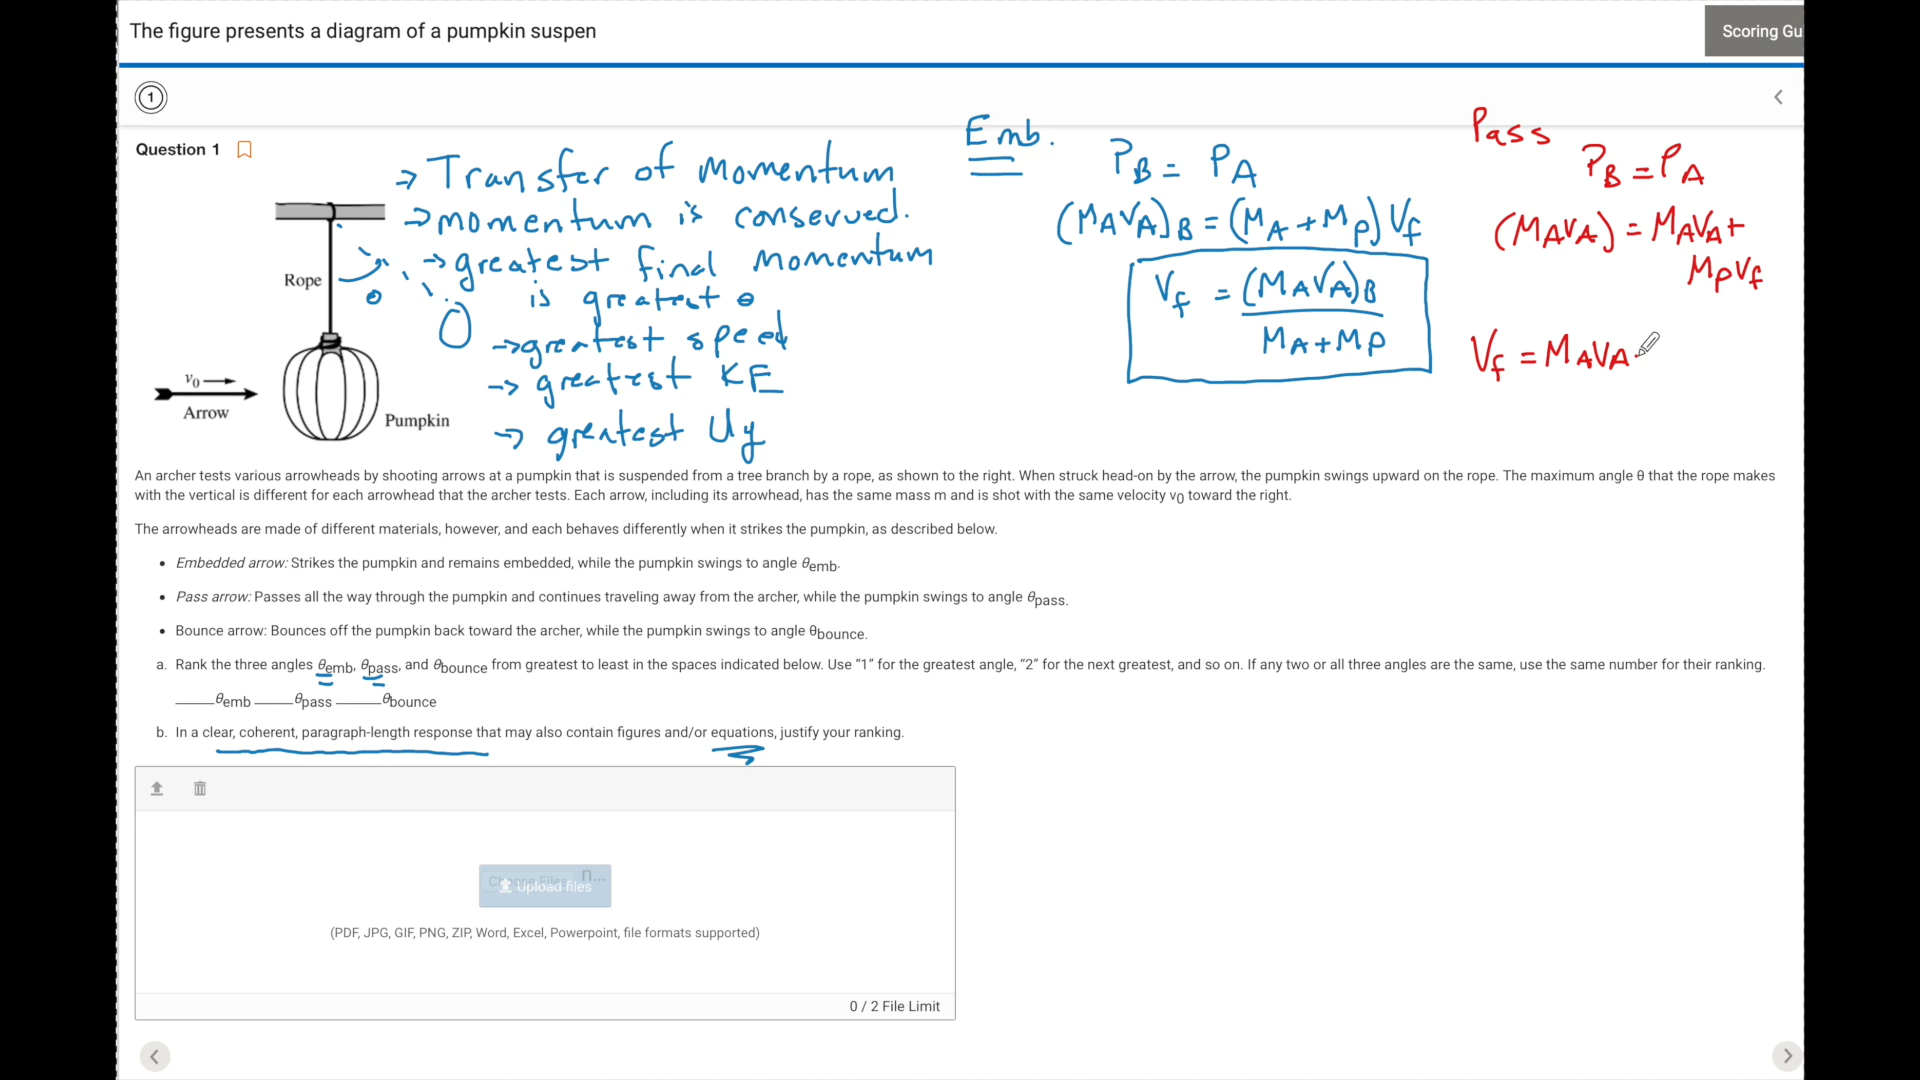 The figure presents a diagram of a pumpkin suspen
Scoring Gu
1
Question 1
→ Transfer of Momentum
→ momentum is conserved.
→ greatest final momentum
is greatest θ
→ greatest speed
→ greatest KE
→ greatest Ug
Rope
θ
v0
Arrow
Pumpkin
Emb.
PB = PA
(MAVA)B = (MA + MP) Vf
Vf = (MAVA)B
MA + MP
Pass
PB = PA
(MAVA) = MAVA +
MPVf
Vf = MAVA
An archer tests various arrowheads by shooting arrows at a pumpkin that is suspended from a tree branch by a rope, as shown to the right. When struck head-on by the arrow, the pumpkin swings upward on the rope. The maximum angle θ that the rope makes
with the vertical is different for each arrowhead that the archer tests. Each arrow, including its arrowhead, has the same mass m and is shot with the same velocity v0 toward the right.
The arrowheads are made of different materials, however, and each behaves differently when it strikes the pumpkin, as described below.
• Embedded arrow: Strikes the pumpkin and remains embedded, while the pumpkin swings to angle θemb.
• Pass arrow: Passes all the way through the pumpkin and continues traveling away from the archer, while the pumpkin swings to angle θpass.
• Bounce arrow: Bounces off the pumpkin back toward the archer, while the pumpkin swings to angle θbounce.
a. Rank the three angles θemb, θpass, and θbounce from greatest to least in the spaces indicated below. Use “1” for the greatest angle, “2” for the next greatest, and so on. If any two or all three angles are the same, use the same number for their ranking.
_____θemb _____θpass ______θbounce
b. In a clear, coherent, paragraph-length response that may also contain figures and/or equations, justify your ranking.
Upload files
(PDF, JPG, GIF, PNG, ZIP, Word, Excel, Powerpoint, file formats supported)
0 / 2 File Limit